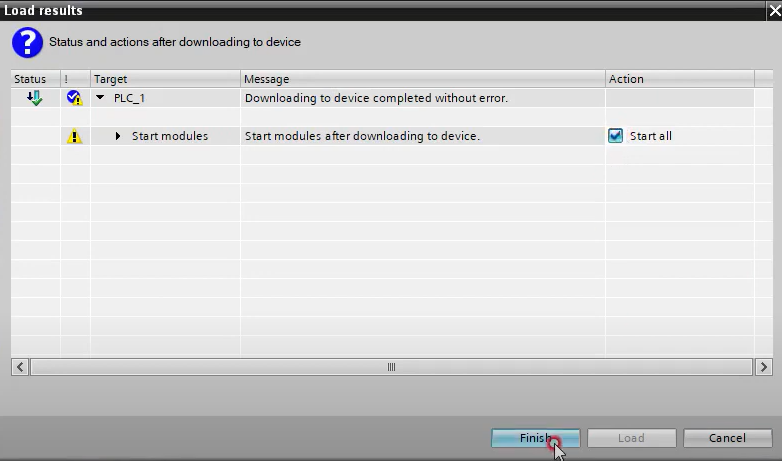 Load results
Status and actions after downloading to device
Status ! Target Message Action
PLC_1 Downloading to device completed without error.
Start modules Start modules after downloading to device. Start all
Finish Load Cancel